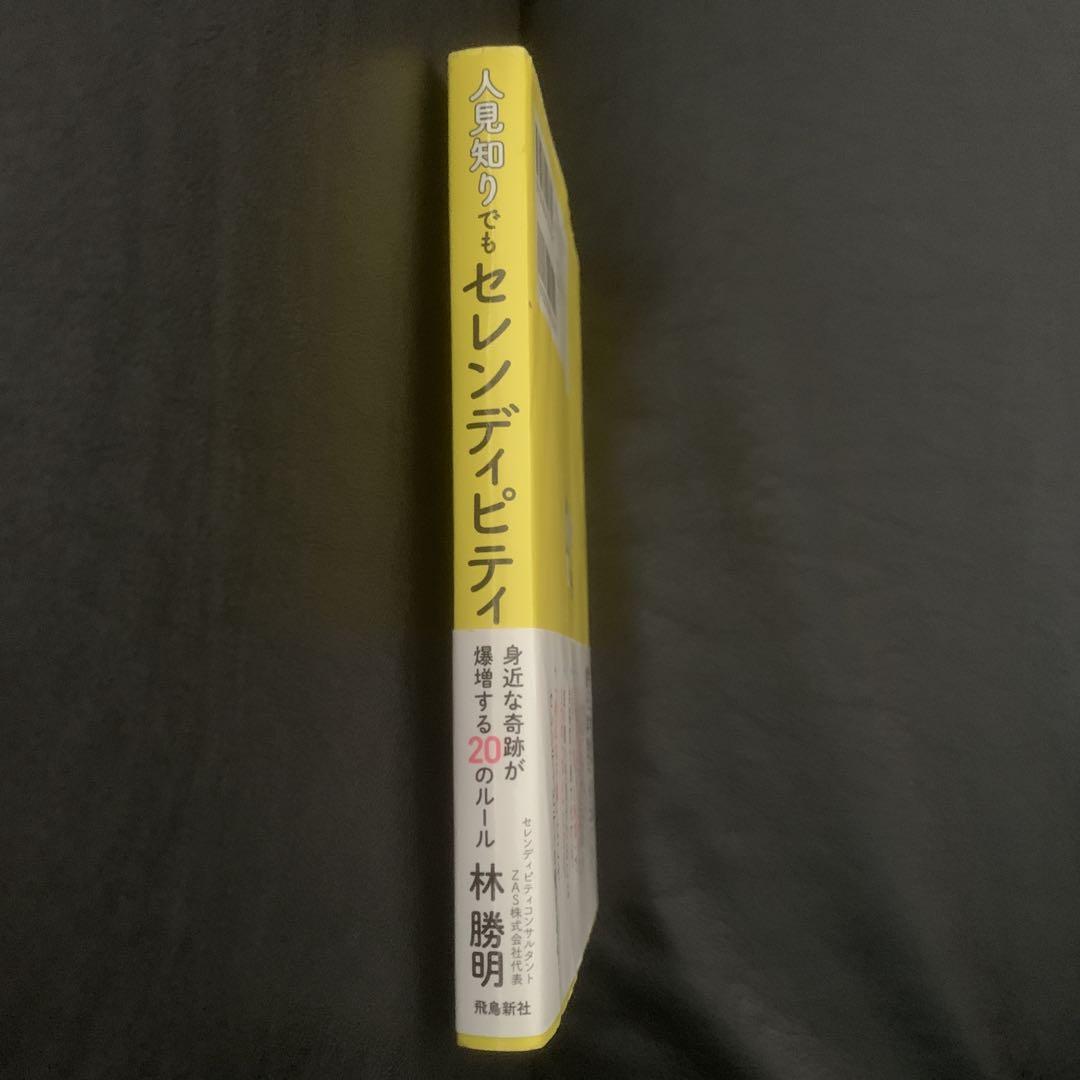 人見知りでもセレンディピティ
身近な奇跡が
爆増する20のルール
セレンディピティコンサルタント
ZAS株式会社代表
林 勝明
飛鳥新社